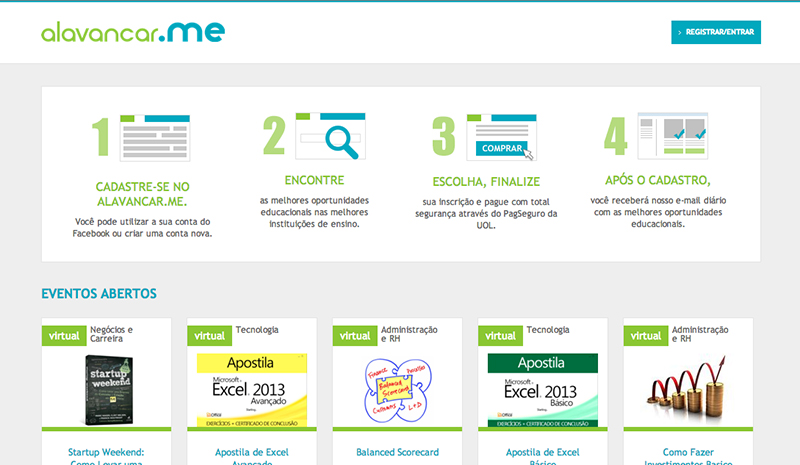 alavancar.me
› REGISTRAR/ENTRAR
1
CADASTRE-SE NO
ALAVANCAR.ME.
Você pode utilizar a sua conta do
Facebook ou criar uma conta nova.
2
ENCONTRE
as melhores oportunidades
educacionais nas melhores
instituições de ensino.
3
COMPRAR
ESCOLHA, FINALIZE
sua inscrição e pague com total
segurança através do PagSeguro da
UOL.
4
APÓS O CADASTRO,
você receberá nosso e-mail diário
com as melhores oportunidades
educacionais.
EVENTOS ABERTOS
virtual
Negócios e
Carreira
startup
weekend
Startup Weekend:
Como Levar uma
virtual
Tecnologia
Apostila
Microsoft
Excel 2013
Avançado
EXERCÍCIOS + CERTIFICADO DE CONCLUSÃO
Apostila de Excel
Avançado
virtual
Administração
e RH
Finance
Balanced
Scorecard
Customers
L+D
Balanced Scorecard
virtual
Tecnologia
Apostila
Microsoft
Excel 2013
Básico
EXERCÍCIOS + CERTIFICADO DE CONCLUSÃO
Apostila de Excel
Básico
virtual
Administração
e RH
Como Fazer
Investimentos Basico